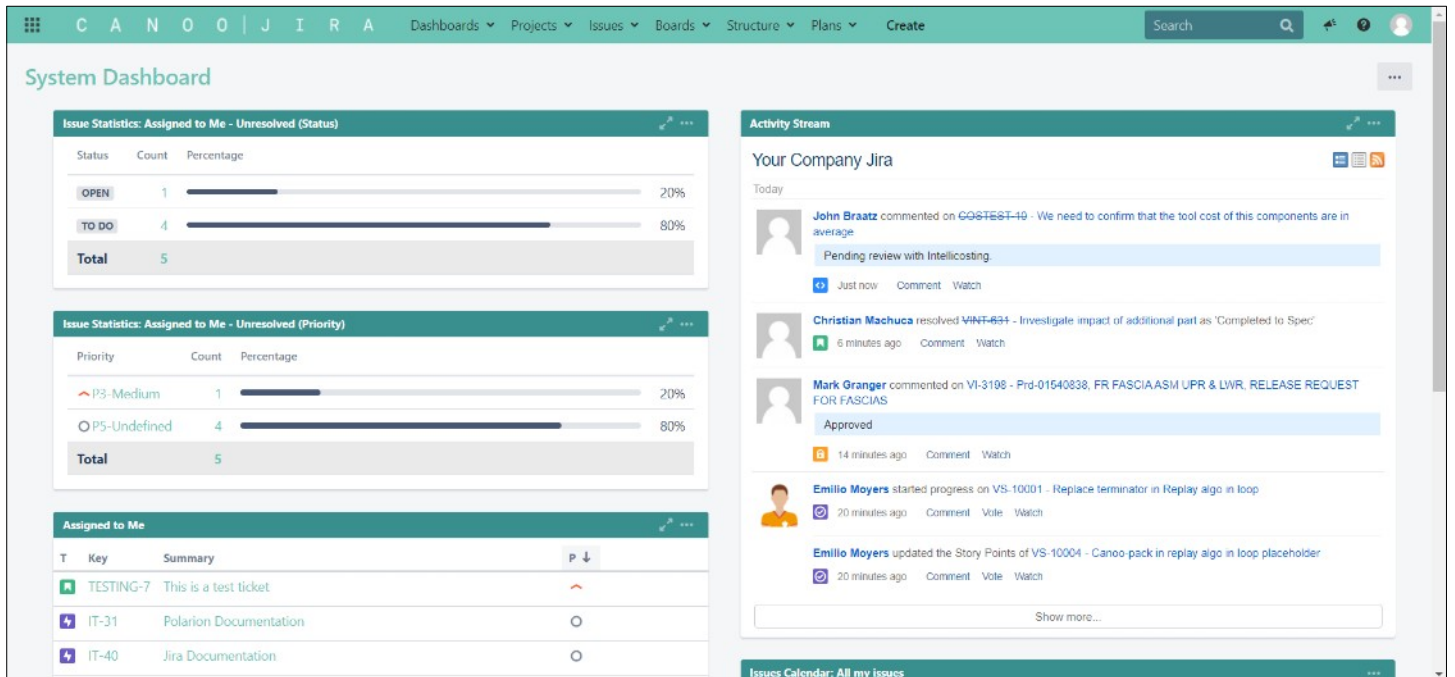 CANOO | JIRA Dashboards Projects Issues Boards Structure Plans Create Search
System Dashboard
Issue Statistics: Assigned to Me - Unresolved (Status)
Status Count Percentage
OPEN 1 20%
TO DO 4 80%
Total 5
Issue Statistics: Assigned to Me - Unresolved (Priority)
Priority Count Percentage
P3-Medium 1 20%
P5-Undefined 4 80%
Total 5
Assigned to Me
T Key Summary P ↓
TESTING-7 This is a test ticket
IT-31 Polarion Documentation
IT-40 Jira Documentation
Activity Stream
Your Company Jira
Today
John Braatz commented on COSTEST-10 - We need to confirm that the tool cost of this components are in
average
Pending review with Intellicosting.
Just now Comment Watch
Christian Machuca resolved VINT-631 - Investigate impact of additional part as 'Completed to Spec'
6 minutes ago Comment Watch
Mark Granger commented on VI-3198 - Prd-01540838, FR FASCIA ASM UPR & LWR, RELEASE REQUEST
FOR FASCIAS
Approved
14 minutes ago Comment Watch
Emilio Moyers started progress on VS-10001 - Replace terminator in Replay algo in loop
20 minutes ago Comment Vote Watch
Emilio Moyers updated the Story Points of VS-10004 - Canoo-pack in replay algo in loop placeholder
20 minutes ago Comment Vote Watch
Show more...
Issues Calendar: All my issues